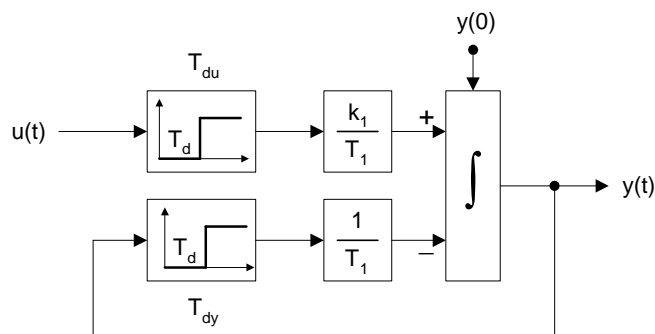 y(0)
T_du
u(t)
T_d
k_1
T_1
+
∫
y(t)
T_d
1
T_1
−
T_dy